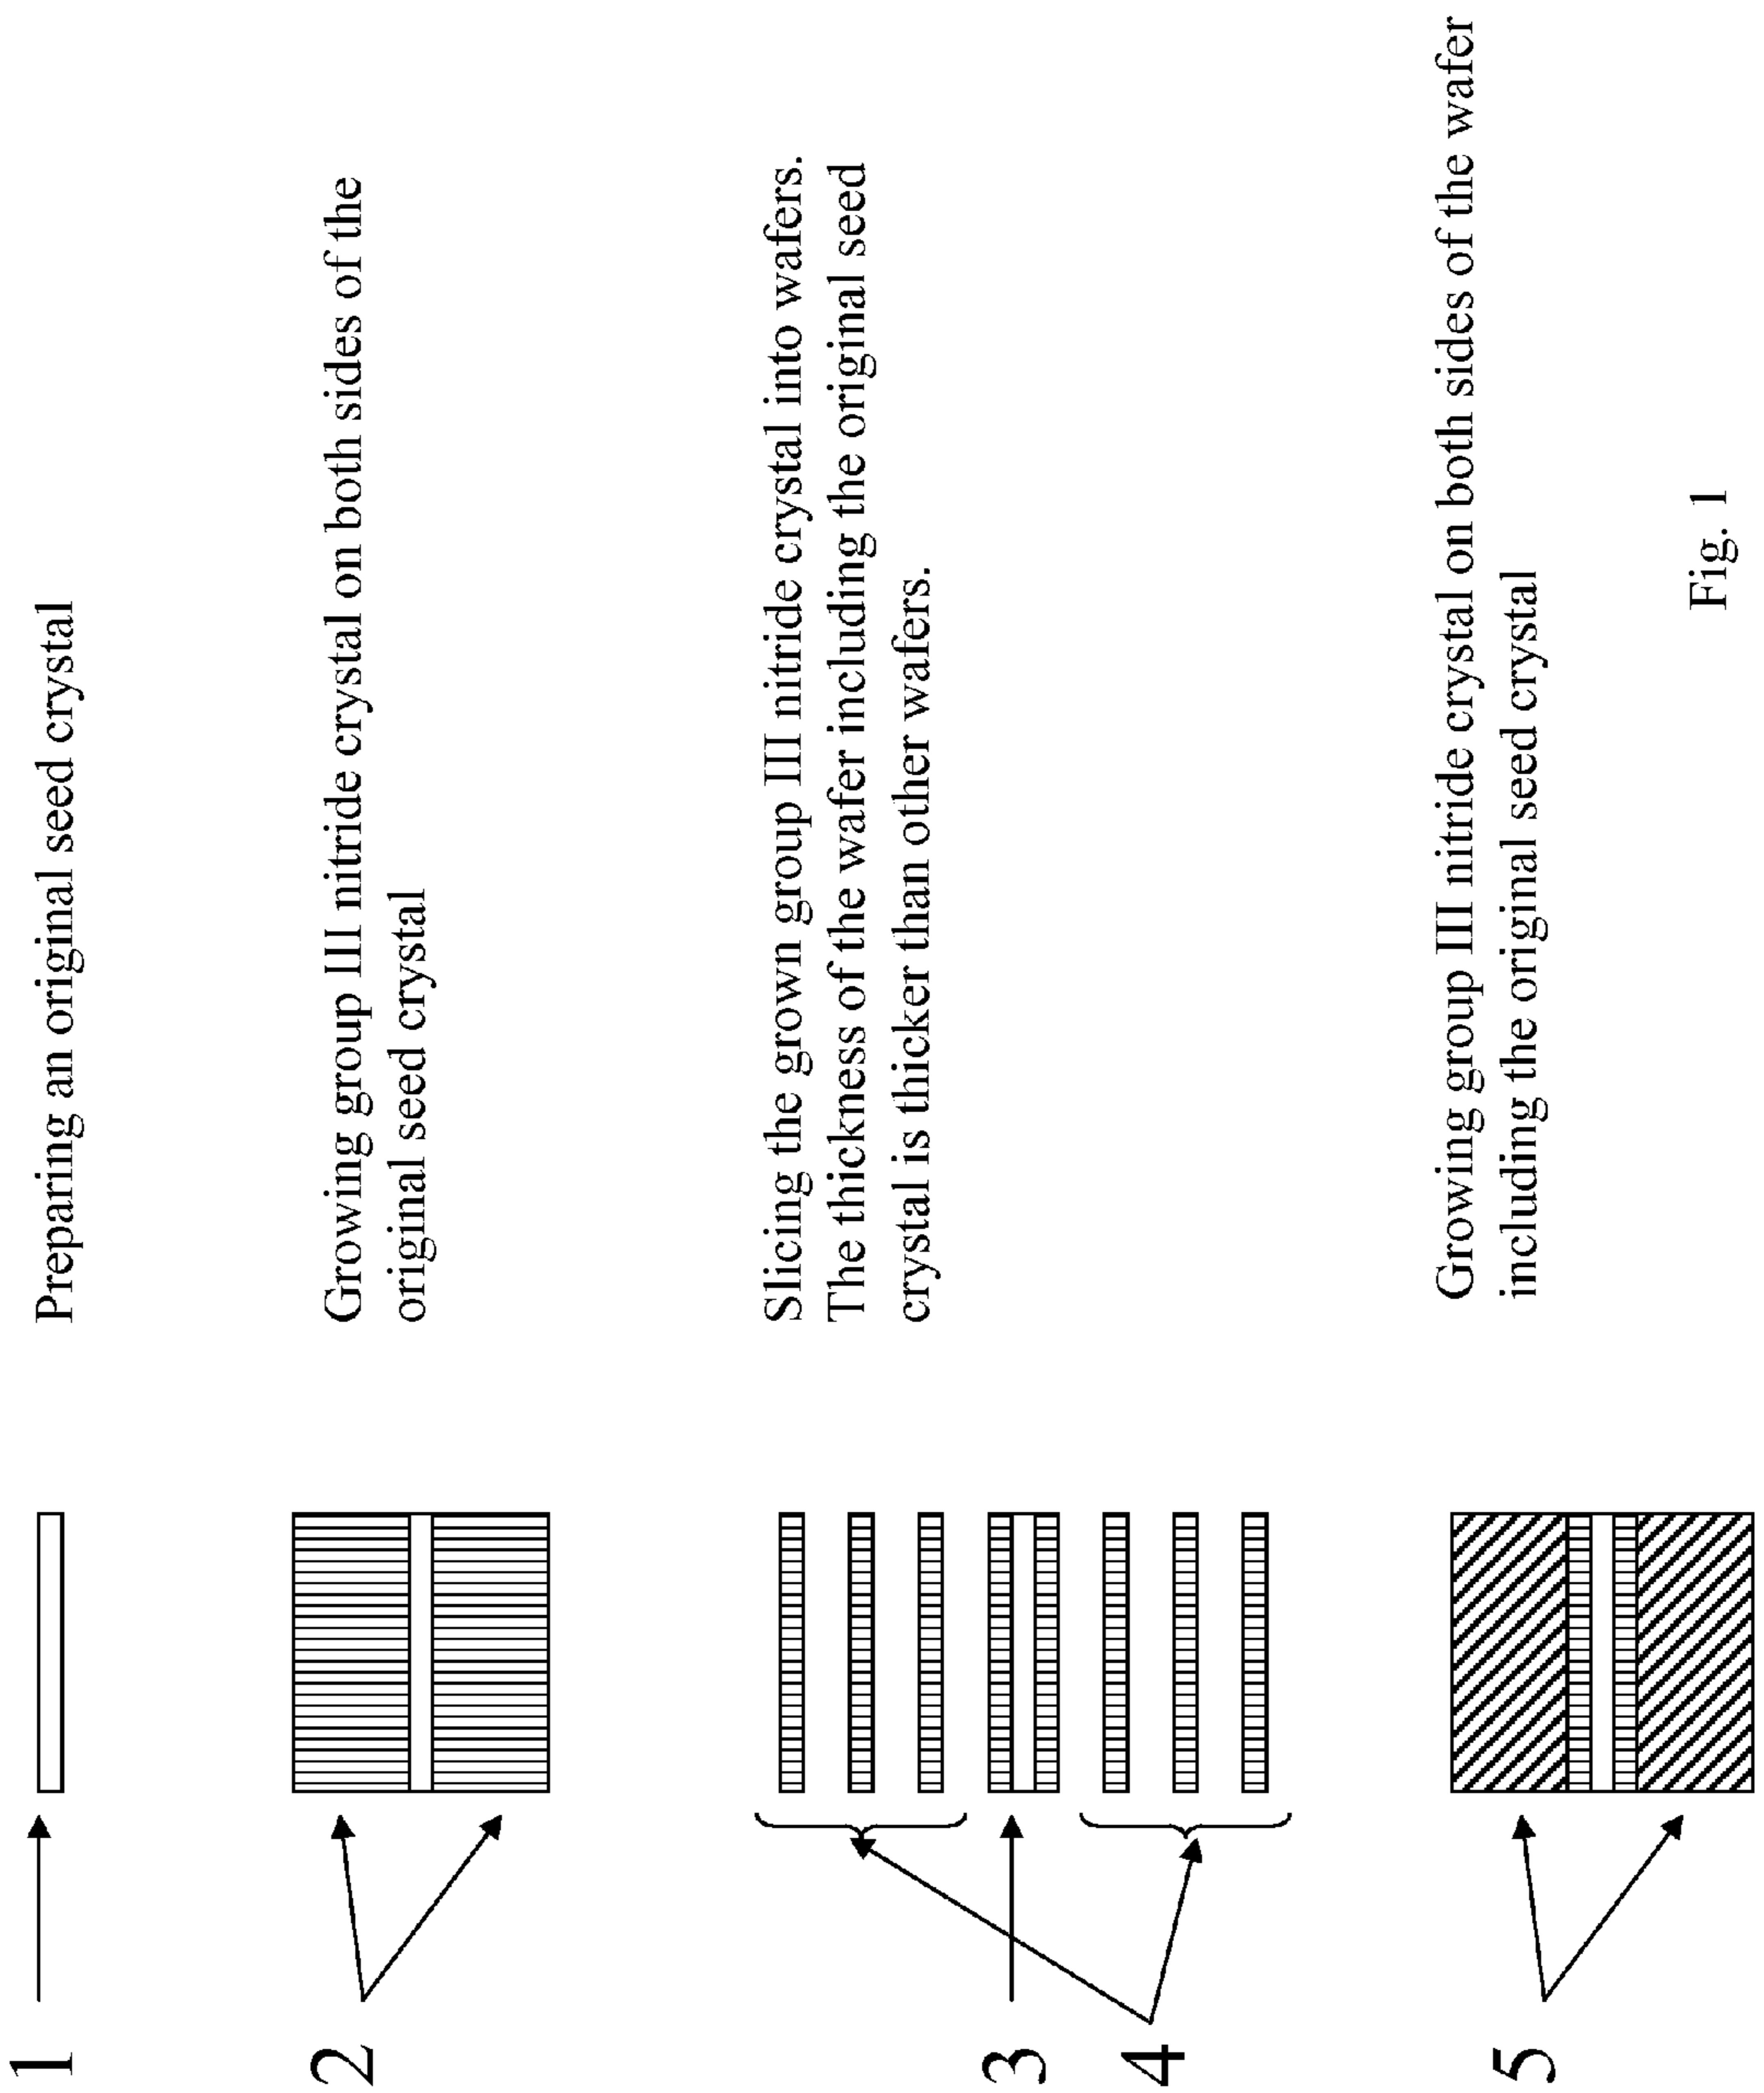 1
Preparing an original seed crystal
2
Growing group III nitride crystal on both sides of the
original seed crystal
Slicing the grown group III nitride crystal into wafers.
The thickness of the wafer including the original seed
crystal is thicker than other wafers.
3
4
5
Growing group III nitride crystal on both sides of the wafer
including the original seed crystal
Fig. 1